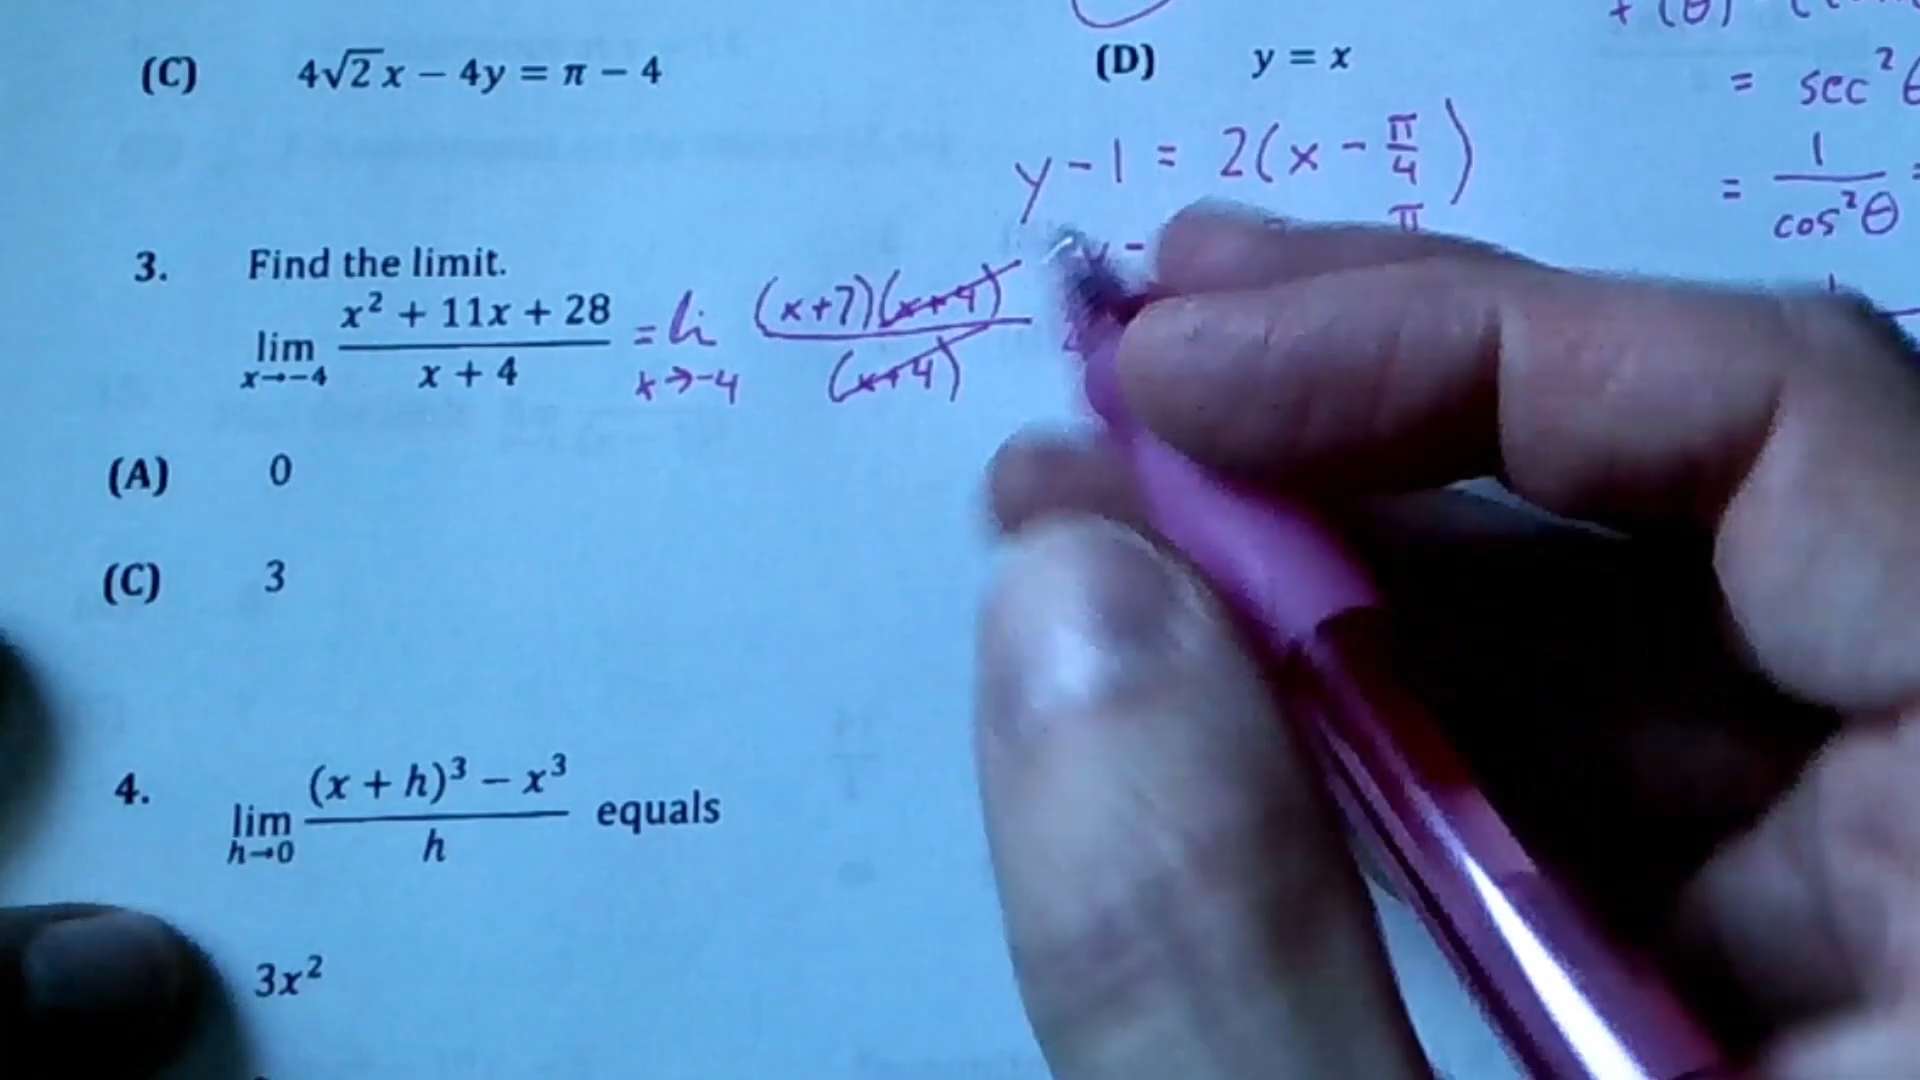 (C) 4√2 x − 4y = π − 4
(D) y = x
= sec²θ
y − 1 = 2(x − π/4)
= 1/cos²θ =
π
3. Find the limit.
lim x→−4 (x² + 11x + 28)/(x + 4) = li x→−4 (x+7)(x+4)/(x+4)
(A) 0
(C) 3
4. lim h→0 ((x + h)³ − x³)/h equals
3x²